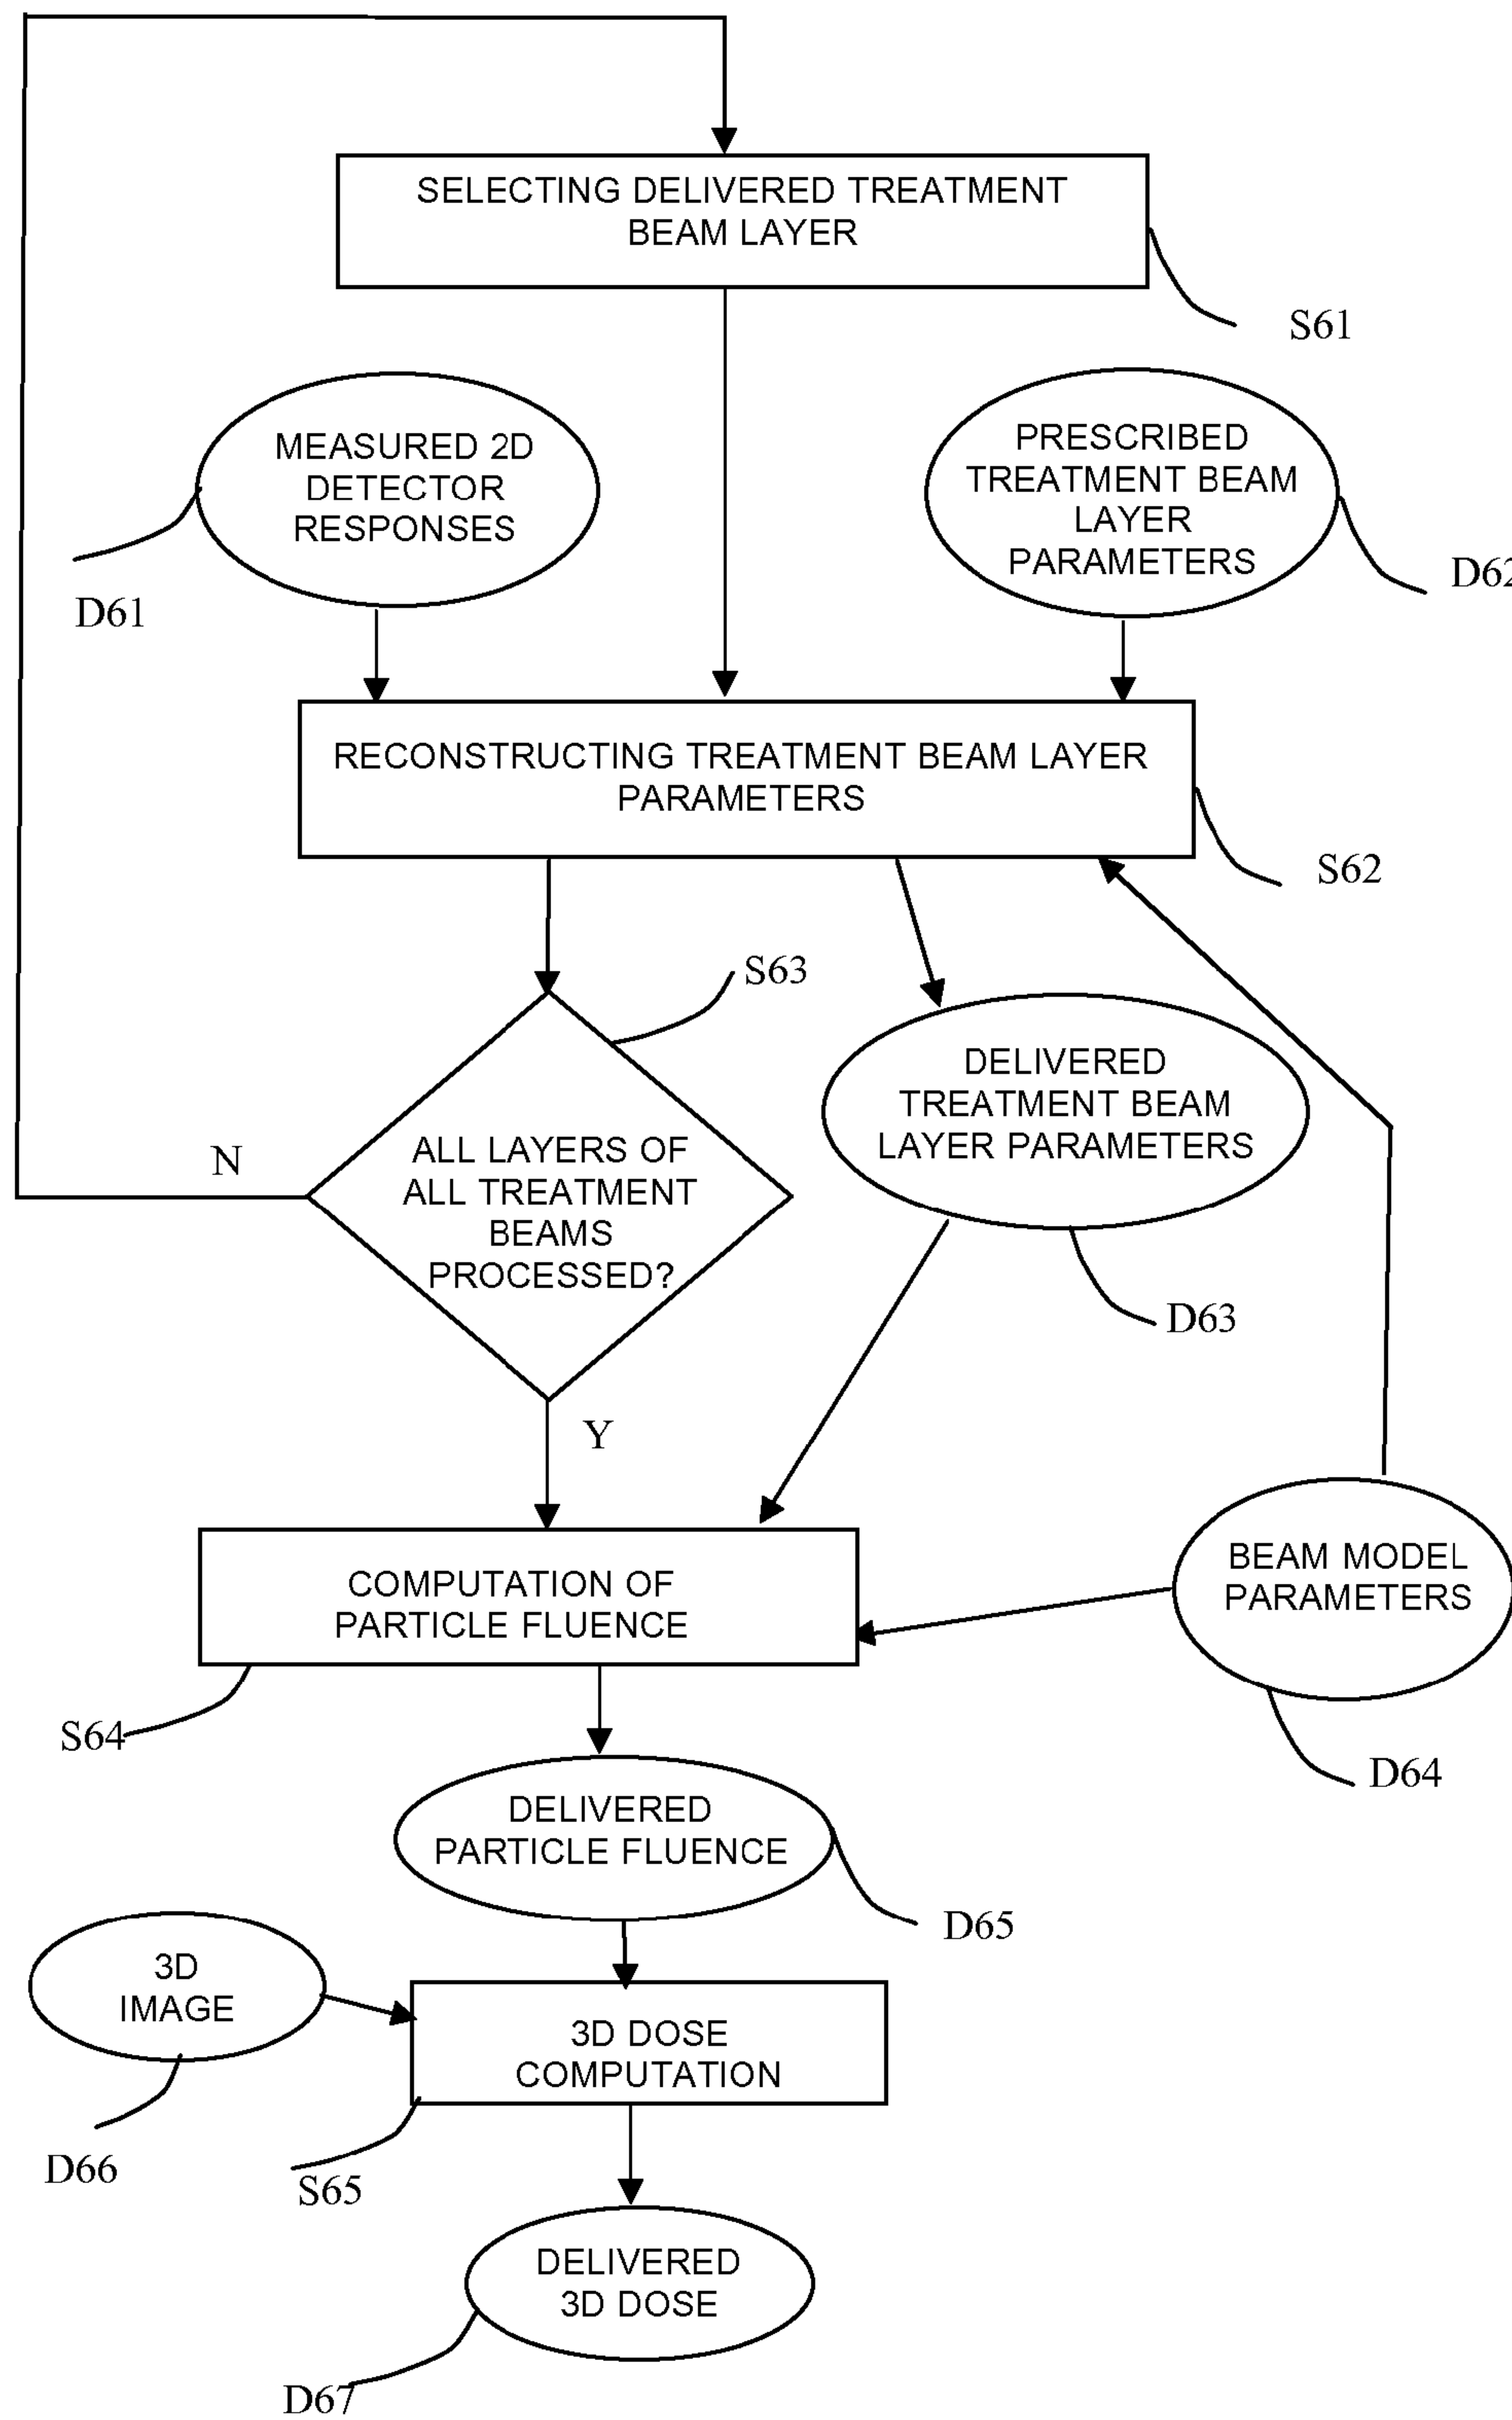 SELECTING DELIVERED TREATMENT
BEAM LAYER
S61
MEASURED 2D
DETECTOR
RESPONSES
D61
PRESCRIBED
TREATMENT BEAM
LAYER
PARAMETERS
D62
RECONSTRUCTING TREATMENT BEAM LAYER
PARAMETERS
S62
S63
ALL LAYERS OF
ALL TREATMENT
BEAMS
PROCESSED?
N
Y
DELIVERED
TREATMENT BEAM
LAYER PARAMETERS
D63
COMPUTATION OF
PARTICLE FLUENCE
S64
BEAM MODEL
PARAMETERS
D64
DELIVERED
PARTICLE FLUENCE
D65
3D
IMAGE
D66
3D DOSE
COMPUTATION
S65
DELIVERED
3D DOSE
D67